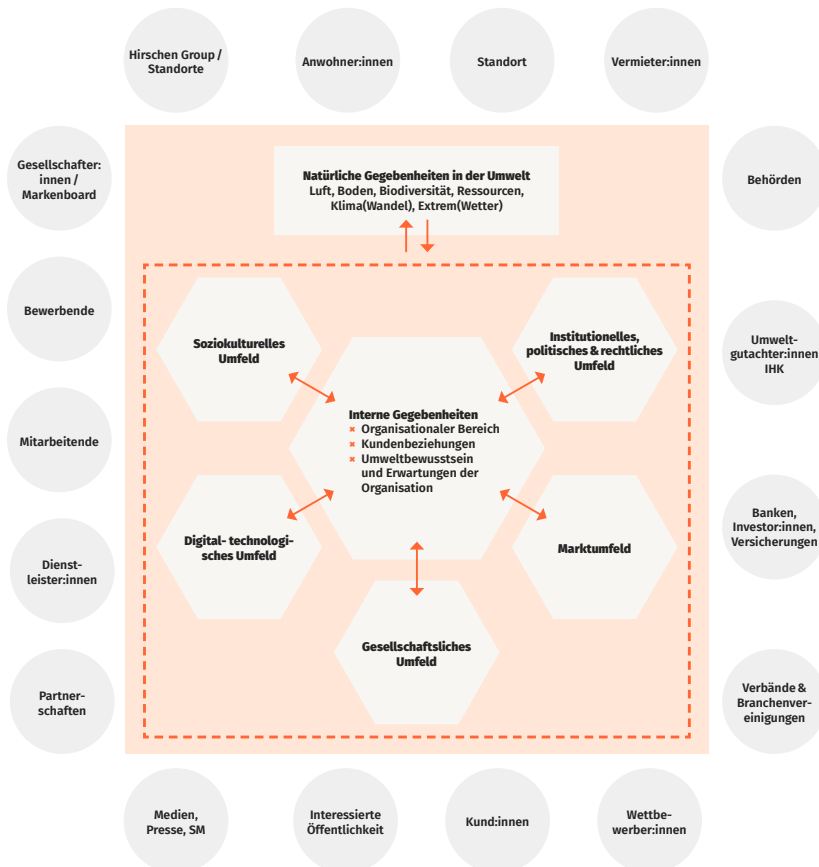 Hirschen Group /
Standorte
Anwohner:innen
Standort
Vermieter:innen
Gesellschafter:
innen /
Markenboard
Behörden
Natürliche Gegebenheiten in der Umwelt
Luft, Boden, Biodiversität, Ressourcen,
Klima(Wandel), Extrem(Wetter)
Bewerbende
Soziokulturelles
Umfeld
Institutionelles,
politisches & rechtliches
Umfeld
Umwelt-
gutachter:innen
IHK
Mitarbeitende
Interne Gegebenheiten
× Organisationaler Bereich
× Kundenbeziehungen
× Umweltbewusstsein
und Erwartungen der
Organisation
Dienst-
leister:innen
Digital- technologi-
sches Umfeld
Marktumfeld
Banken,
Investor:innen,
Versicherungen
Gesellschaftsliches
Umfeld
Partner-
schaften
Verbände &
Branchenver-
einigungen
Medien,
Presse, SM
Interessierte
Öffentlichkeit
Kund:innen
Wettbe-
werber:innen